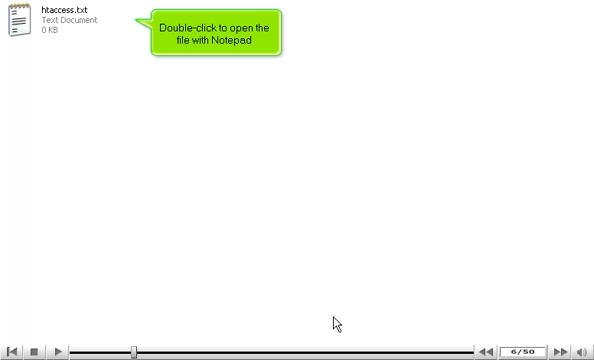 htaccess.txt
Text Document
0 KB
Double-click to open the
file with Notepad
6/50